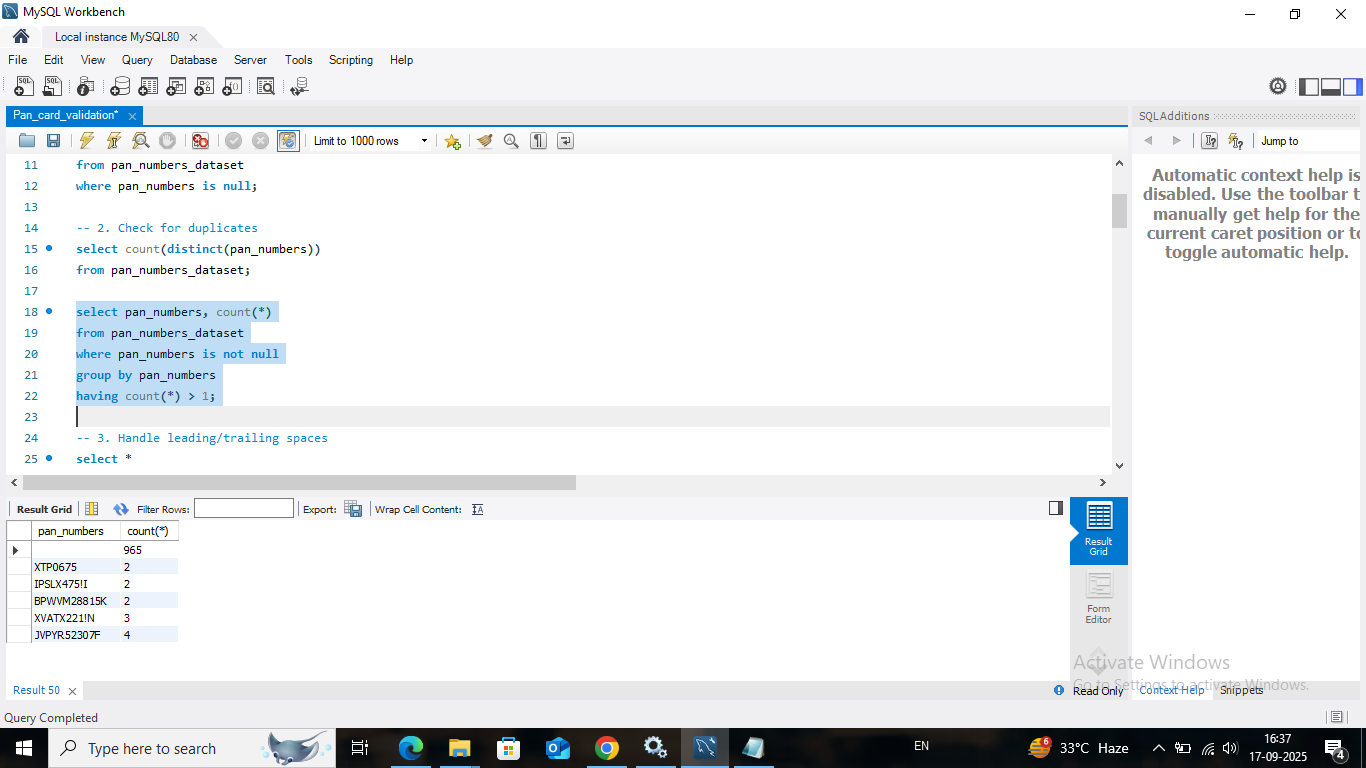 MySQL Workbench
Local instance MySQL80
File Edit View Query Database Server Tools Scripting Help
Pan_card_validation*
SQLAdditions
Limit to 1000 rows
Jump to
11 from pan_numbers_dataset
12 where pan_numbers is null;
13
14 -- 2. Check for duplicates
15 select count(distinct(pan_numbers))
16 from pan_numbers_dataset;
17
18 select pan_numbers, count(*)
19 from pan_numbers_dataset
20 where pan_numbers is not null
21 group by pan_numbers
22 having count(*) > 1;
23
24 -- 3. Handle leading/trailing spaces
25 select *
Automatic context help is
disabled. Use the toolbar t
manually get help for the
current caret position or to
toggle automatic help.
Result Grid Filter Rows: Export: Wrap Cell Content:
pan_numbers count(*)
965
XTP0675 2
IPSLX475!I 2
BPWVM28815K 2
XVATX221!N 3
JVPYR52307F 4
Result
Grid
Form
Editor
Activate Windows
Go to Settings to activate Windows.
Result 50
Read Only
Context Help Snippets
Query Completed
Type here to search
EN
6
33°C Haze
16:37
17-09-2025
4